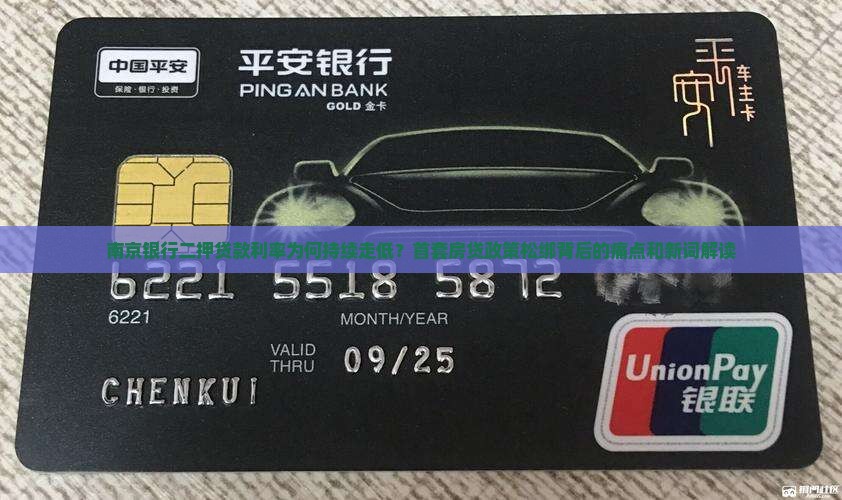 中国平安
保险·银行·投资
平安银行
PING AN BANK
GOLD 金卡
平安
车主卡
南京银行二押贷款利率为何持续走低？首套房贷政策松绑背后的痛点和新词解读
6221 5518 5872
6221
MONTH/YEAR
VALID THRU 09/25
CHENKUI
UnionPay
银联